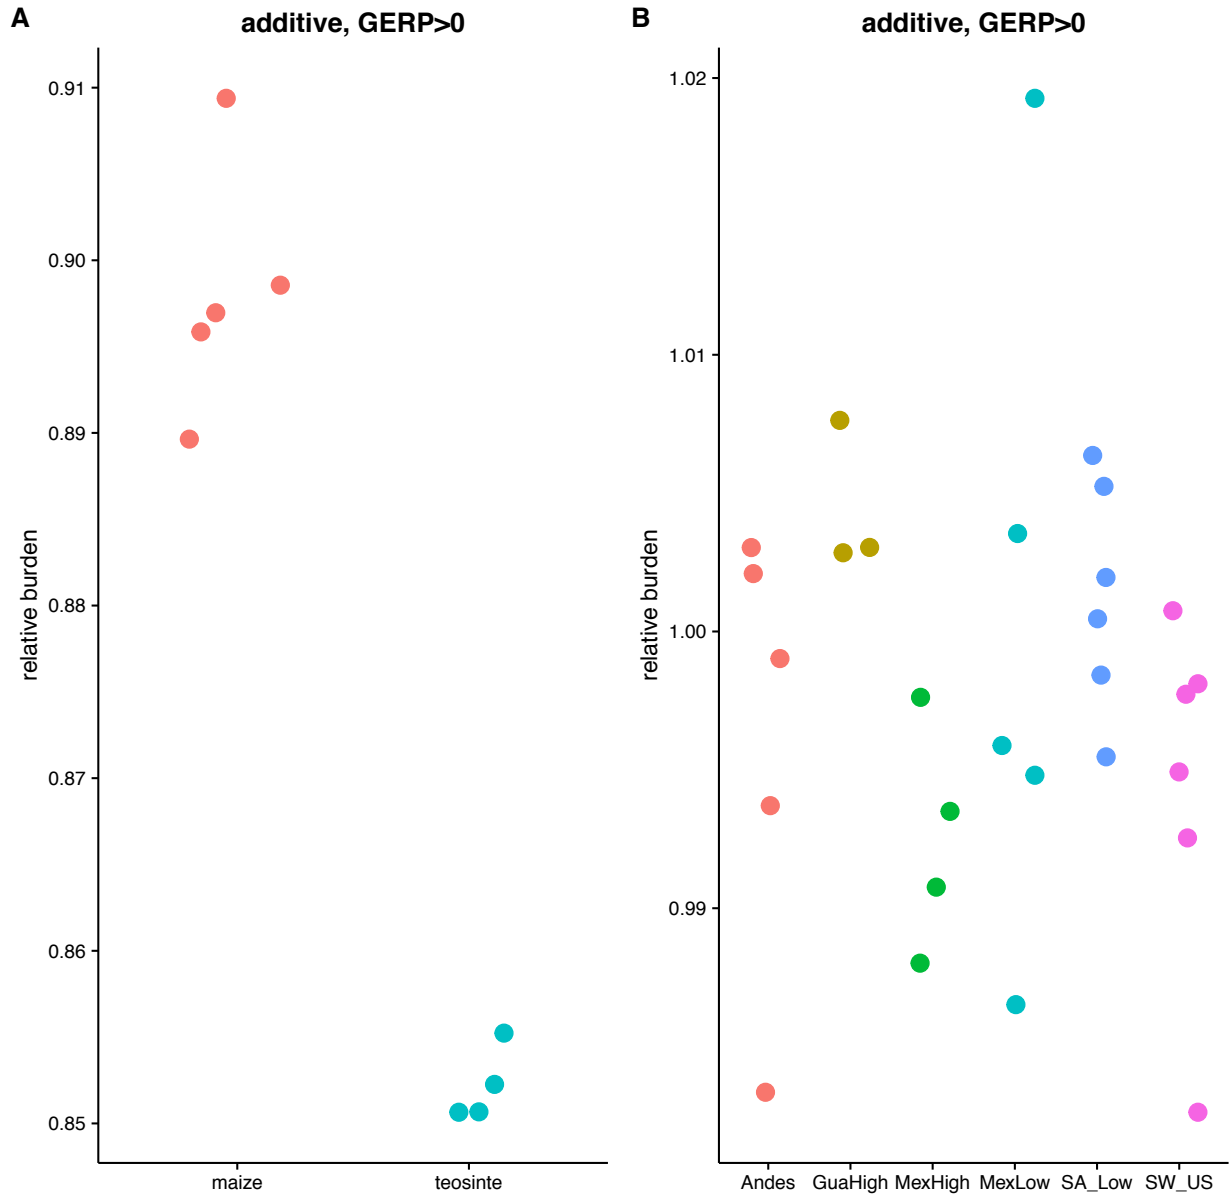 A
additive, GERP>0
relative burden
0.91
0.90
0.89
0.88
0.87
0.86
0.85
maize teosinte
B
additive, GERP>0
relative burden
1.02
1.01
1.00
0.99
Andes GuaHigh MexHigh MexLow SA_Low SW_US